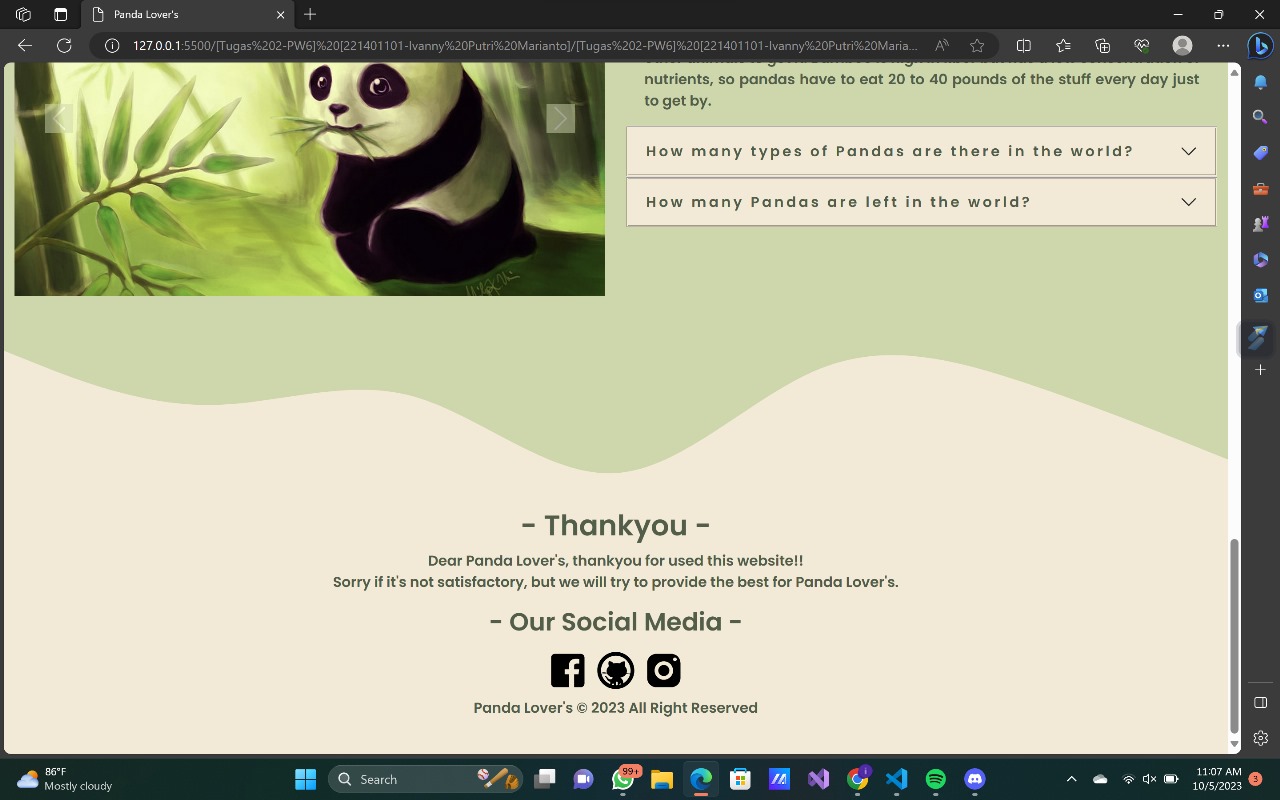 Panda Lover's
127.0.0.1:5500/[Tugas%202-PW6]%20[221401101-Ivanny%20Putri%20Marianto]/[Tugas%202-PW6]%20[221401101-Ivanny%20Putri%20Maria...
nutrients, so pandas have to eat 20 to 40 pounds of the stuff every day just
to get by.
How many types of Pandas are there in the world?
How many Pandas are left in the world?
- Thankyou -
Dear Panda Lover's, thankyou for used this website!!
Sorry if it's not satisfactory, but we will try to provide the best for Panda Lover's.
- Our Social Media -
Panda Lover's © 2023 All Right Reserved
86°F
Mostly cloudy
Search
99+
11:07 AM
10/5/2023
3